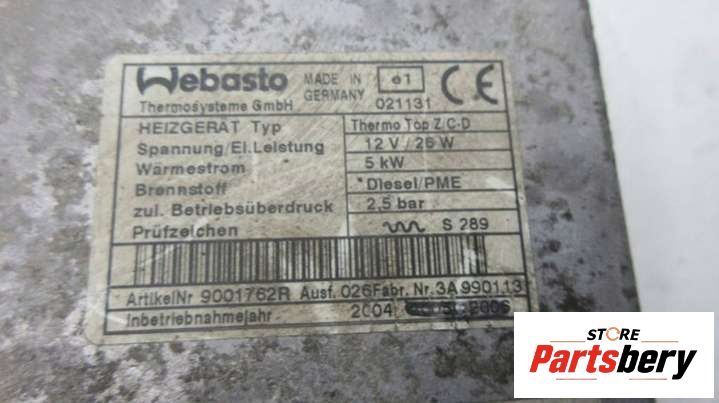 Webasto
Thermosysteme GmbH
MADE IN
GERMANY
e1
021131
CE
HEIZGERÄT Typ Thermo Top Z/C-D
Spannung/El.Leistung 12 V / 26 W
Wärmestrom 5 kW
Brennstoff Diesel/PME
zul. Betriebsüberdruck 2,5 bar
Prüfzeichen S 289
ArtikelNr 9001762R Ausf. 026 Fabr. Nr. 3A990113
Inbetriebnahmejahr 2004 2006
STORE
Partsbery